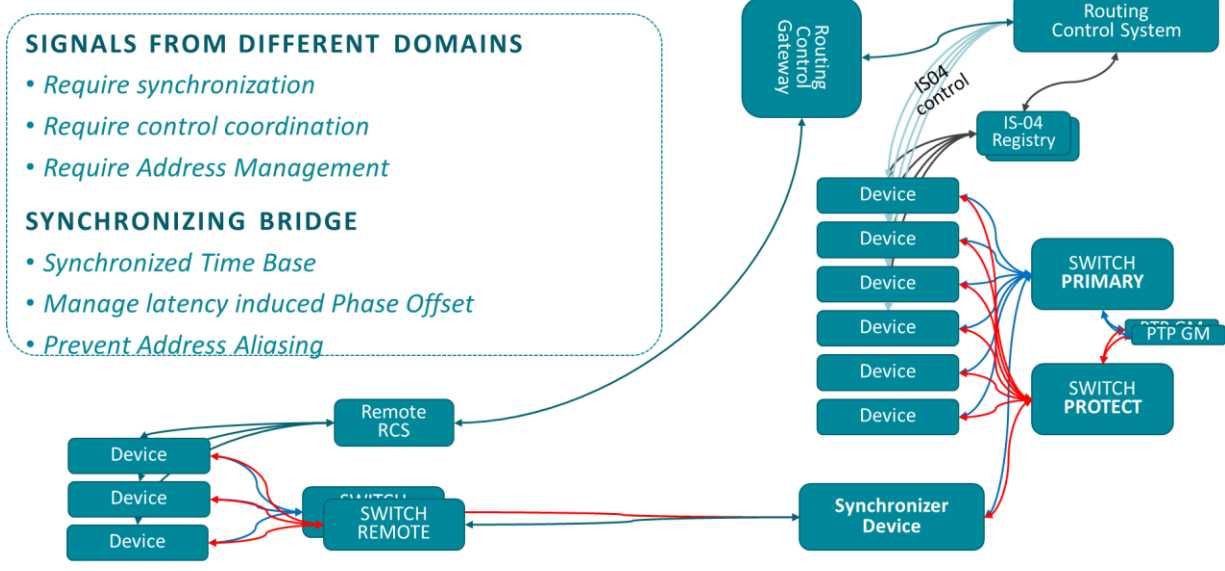 SIGNALS FROM DIFFERENT DOMAINS
• Require synchronization
• Require control coordination
• Require Address Management
SYNCHRONIZING BRIDGE
• Synchronized Time Base
• Manage latency induced Phase Offset
• Prevent Address Aliasing
Routing
Control
Gateway
Routing
Control System
IS04
control
IS-04
Registry
Device
Device
Device
Device
Device
Device
SWITCH
PRIMARY
PTP GM
PTP GM
SWITCH
PROTECT
Remote
RCS
Device
Device
Device
SWITCH
SWITCH
REMOTE
Synchronizer
Device